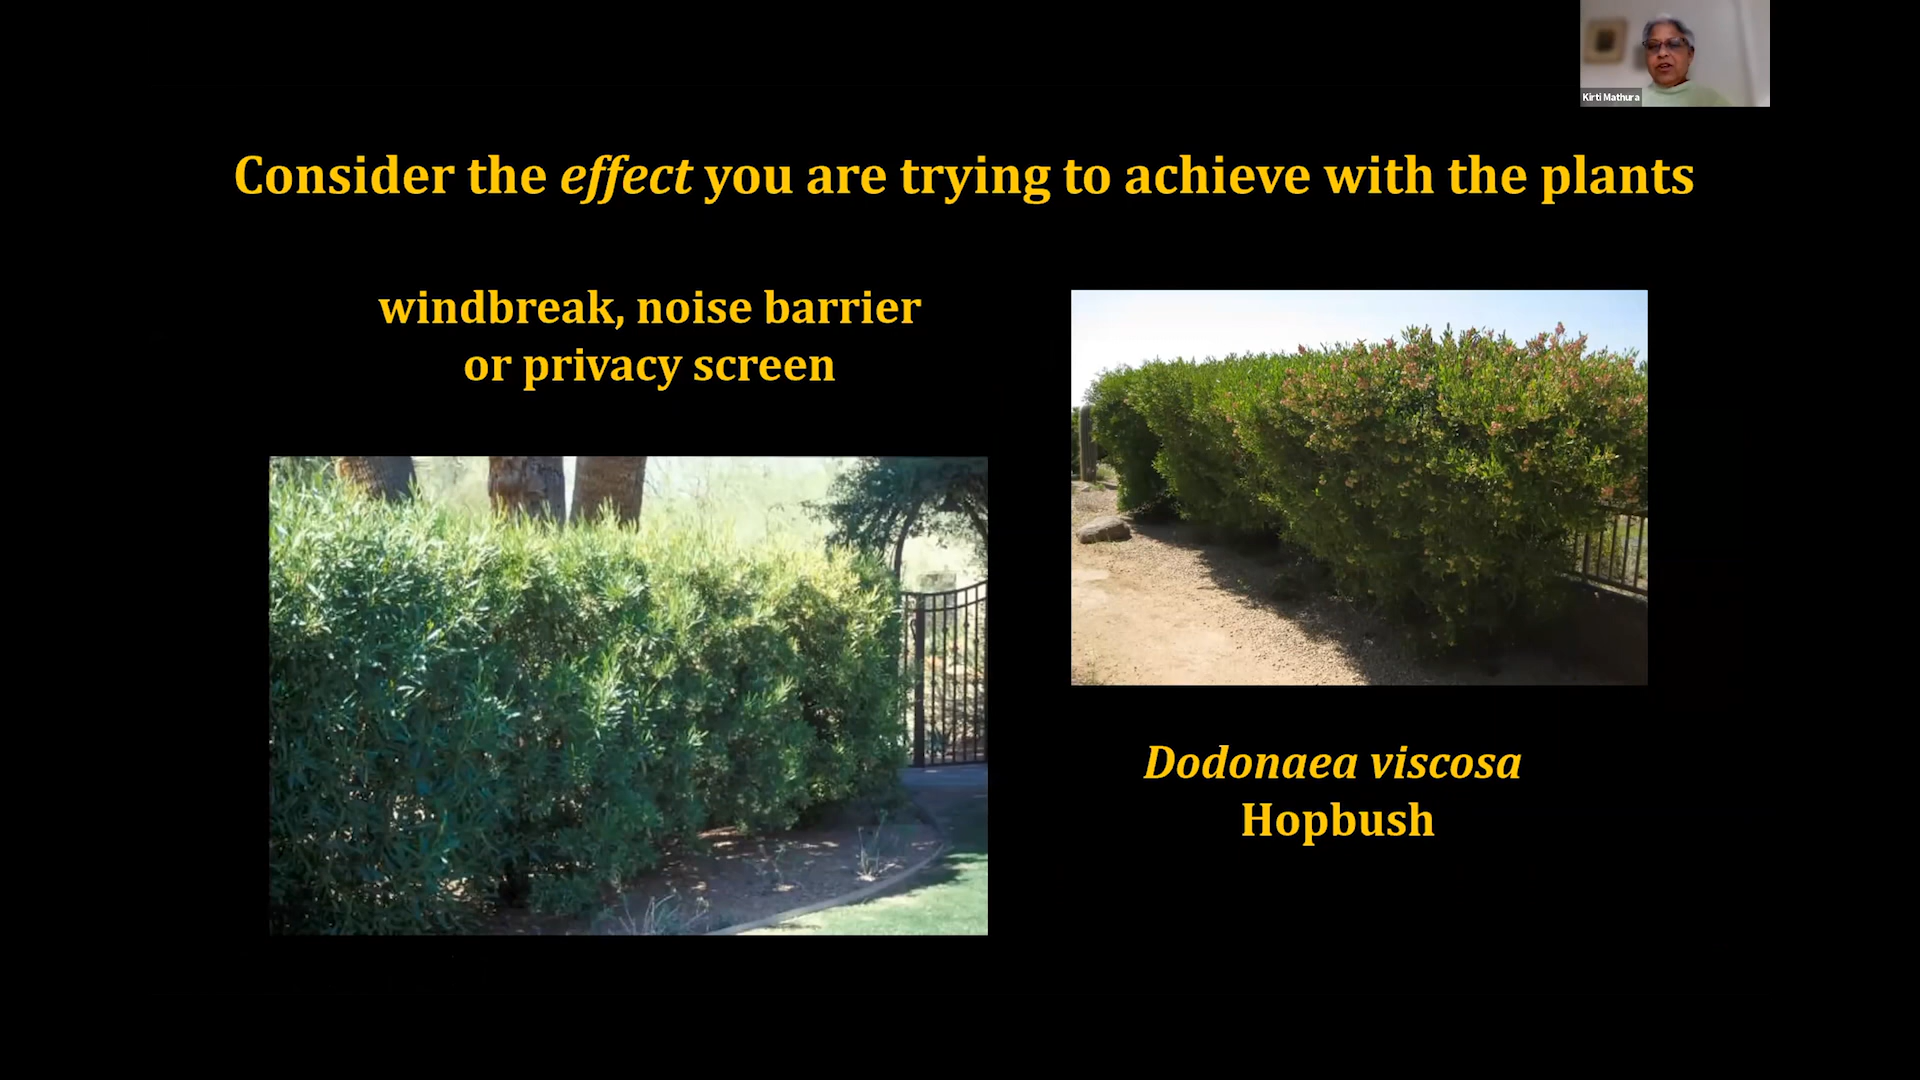 Kirti Mathura
Consider the effect you are trying to achieve with the plants
windbreak, noise barrier
or privacy screen
Dodonaea viscosa
Hopbush